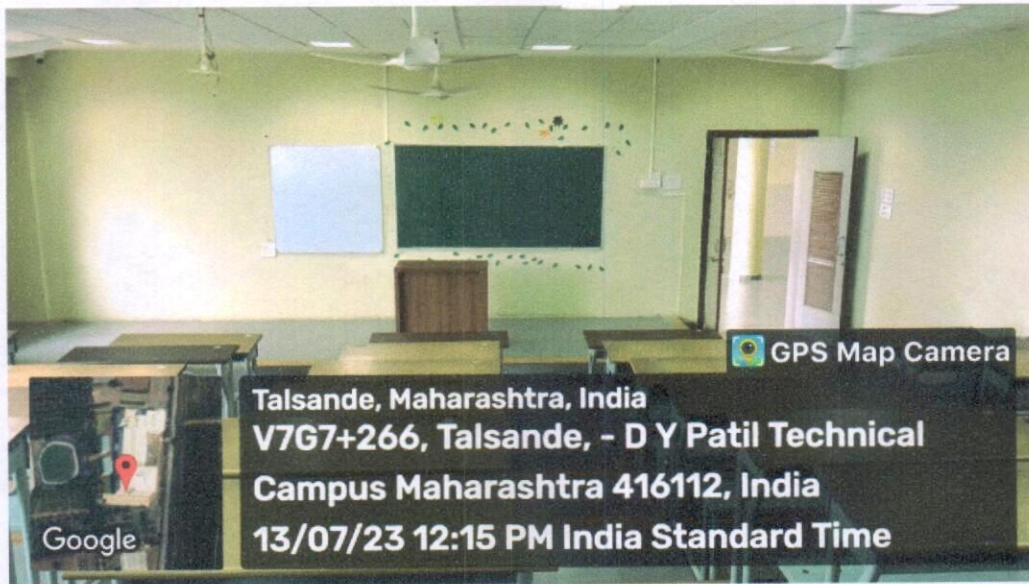 GPS Map Camera
Talsande, Maharashtra, India
V7G7+266, Talsande, - D Y Patil Technical
Campus Maharashtra 416112, India
13/07/23 12:15 PM India Standard Time
Google